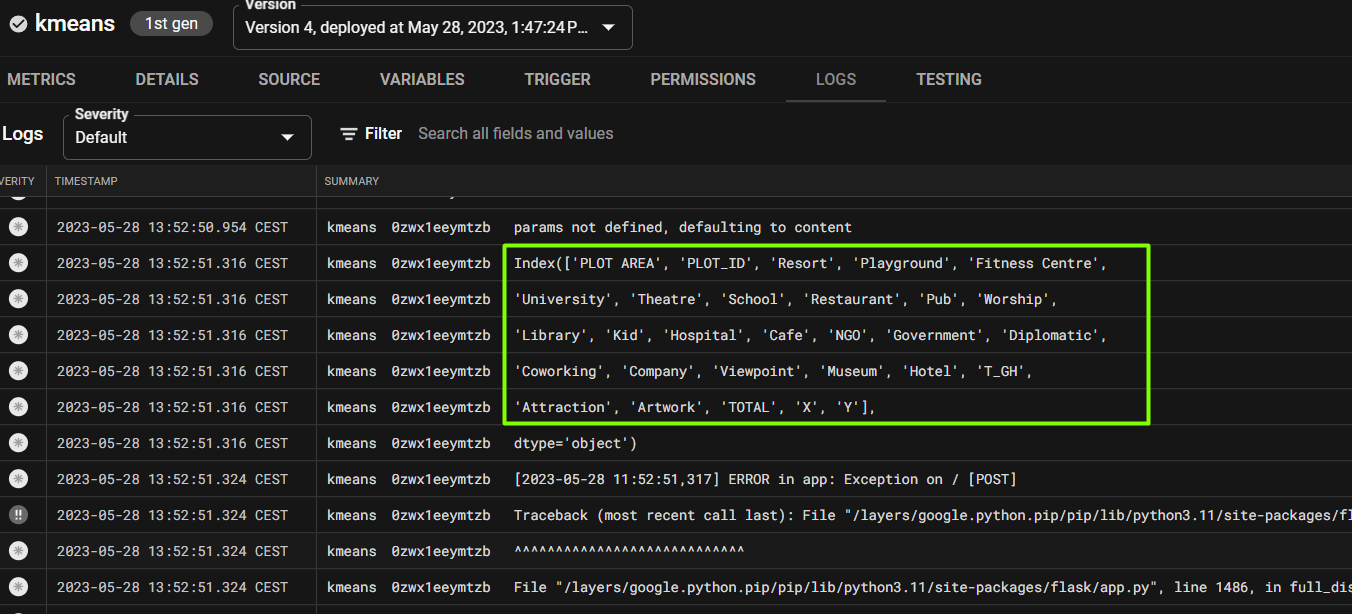 kmeans 1st gen
Version
Version 4, deployed at May 28, 2023, 1:47:24 P...
METRICS DETAILS SOURCE VARIABLES TRIGGER PERMISSIONS LOGS TESTING
Logs
Severity
Default
Filter Search all fields and values
VERITY TIMESTAMP SUMMARY
2023-05-28 13:52:50.954 CEST kmeans 0zwx1eeymtzb params not defined, defaulting to content
2023-05-28 13:52:51.316 CEST kmeans 0zwx1eeymtzb Index(['PLOT AREA', 'PLOT_ID', 'Resort', 'Playground', 'Fitness Centre',
2023-05-28 13:52:51.316 CEST kmeans 0zwx1eeymtzb 'University', 'Theatre', 'School', 'Restaurant', 'Pub', 'Worship',
2023-05-28 13:52:51.316 CEST kmeans 0zwx1eeymtzb 'Library', 'Kid', 'Hospital', 'Cafe', 'NGO', 'Government', 'Diplomatic',
2023-05-28 13:52:51.316 CEST kmeans 0zwx1eeymtzb 'Coworking', 'Company', 'Viewpoint', 'Museum', 'Hotel', 'T_GH',
2023-05-28 13:52:51.316 CEST kmeans 0zwx1eeymtzb 'Attraction', 'Artwork', 'TOTAL', 'X', 'Y'],
2023-05-28 13:52:51.316 CEST kmeans 0zwx1eeymtzb dtype='object')
2023-05-28 13:52:51.324 CEST kmeans 0zwx1eeymtzb [2023-05-28 11:52:51,317] ERROR in app: Exception on / [POST]
!! 2023-05-28 13:52:51.324 CEST kmeans 0zwx1eeymtzb Traceback (most recent call last): File "/layers/google.python.pip/pip/lib/python3.11/site-packages/fl
2023-05-28 13:52:51.324 CEST kmeans 0zwx1eeymtzb ^^^^^^^^^^^^^^^^^^^^^^^^^^^^
2023-05-28 13:52:51.324 CEST kmeans 0zwx1eeymtzb File "/layers/google.python.pip/pip/lib/python3.11/site-packages/flask/app.py", line 1486, in full_dis